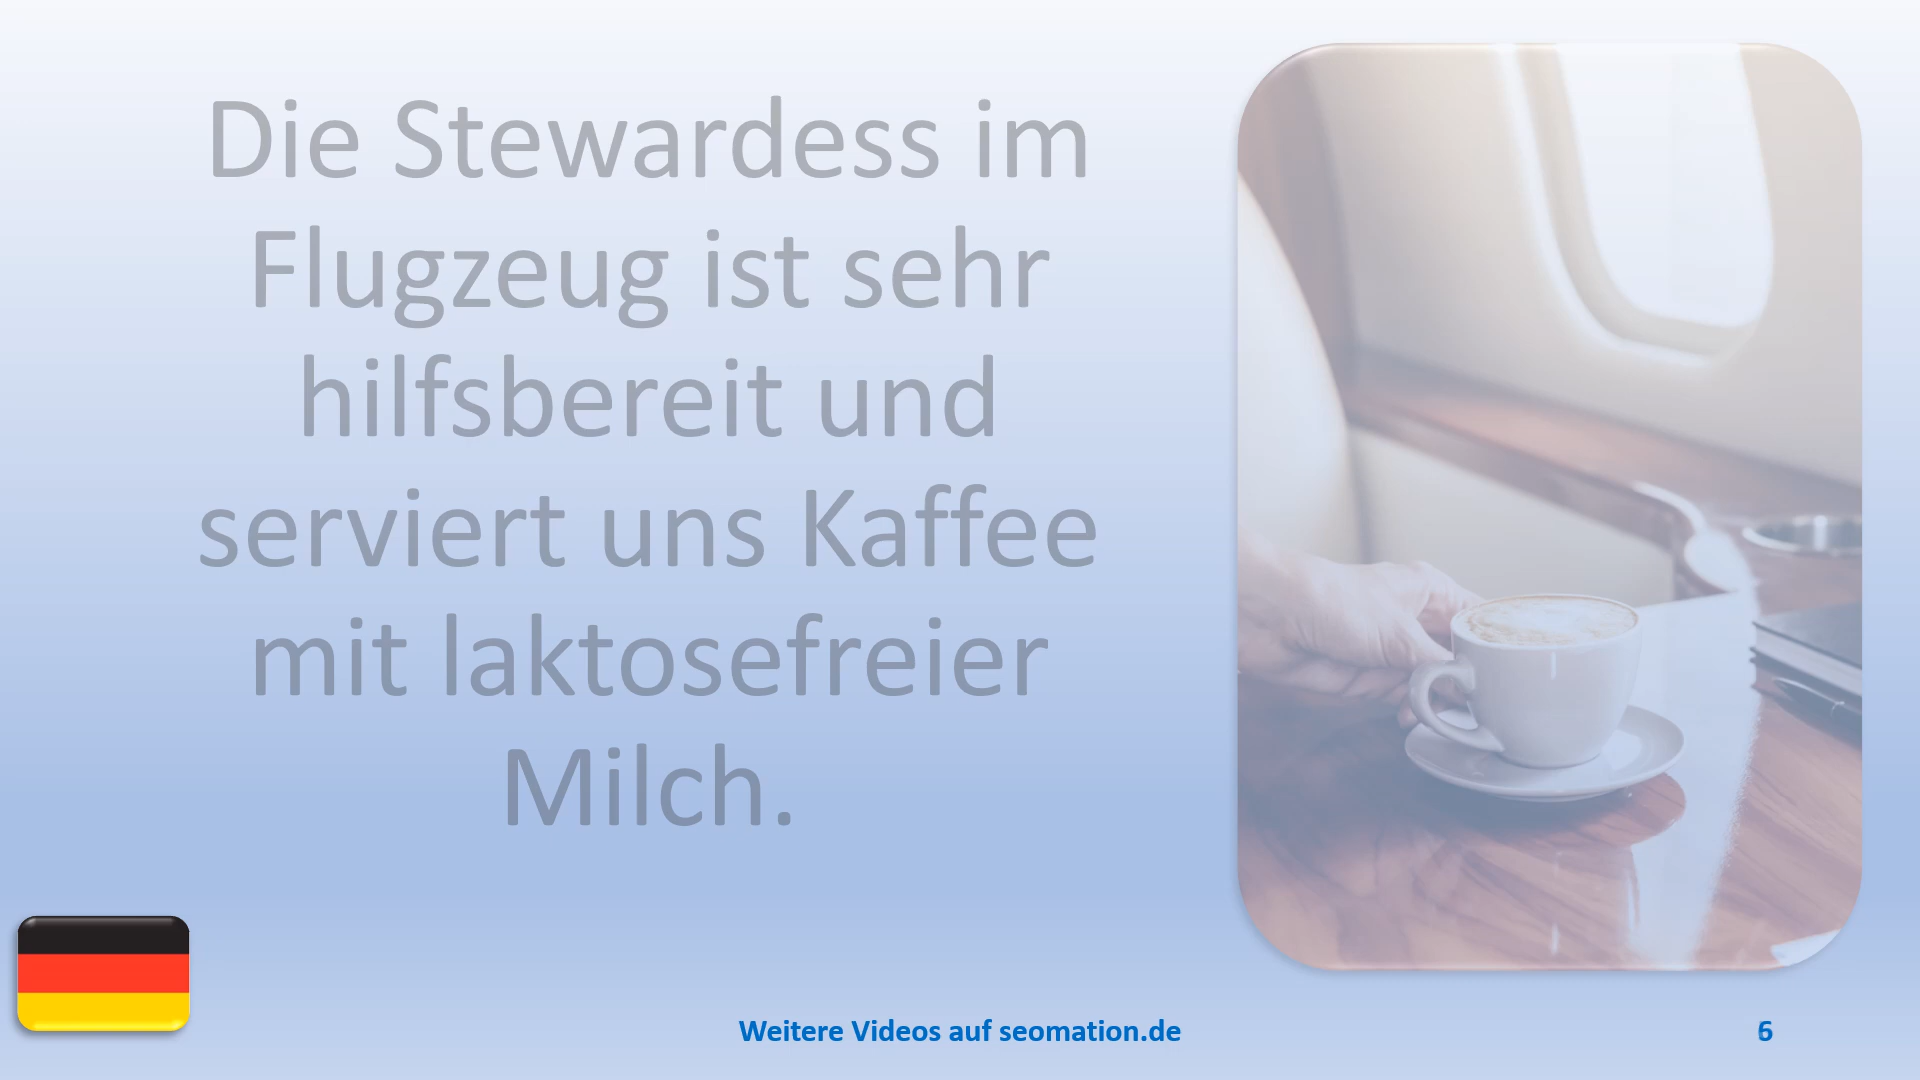 Die Stewardess im
Flugzeug ist sehr
hilfsbereit und
serviert uns Kaffee
mit laktosefreier
Milch.
Weitere Videos auf seomation.de
6